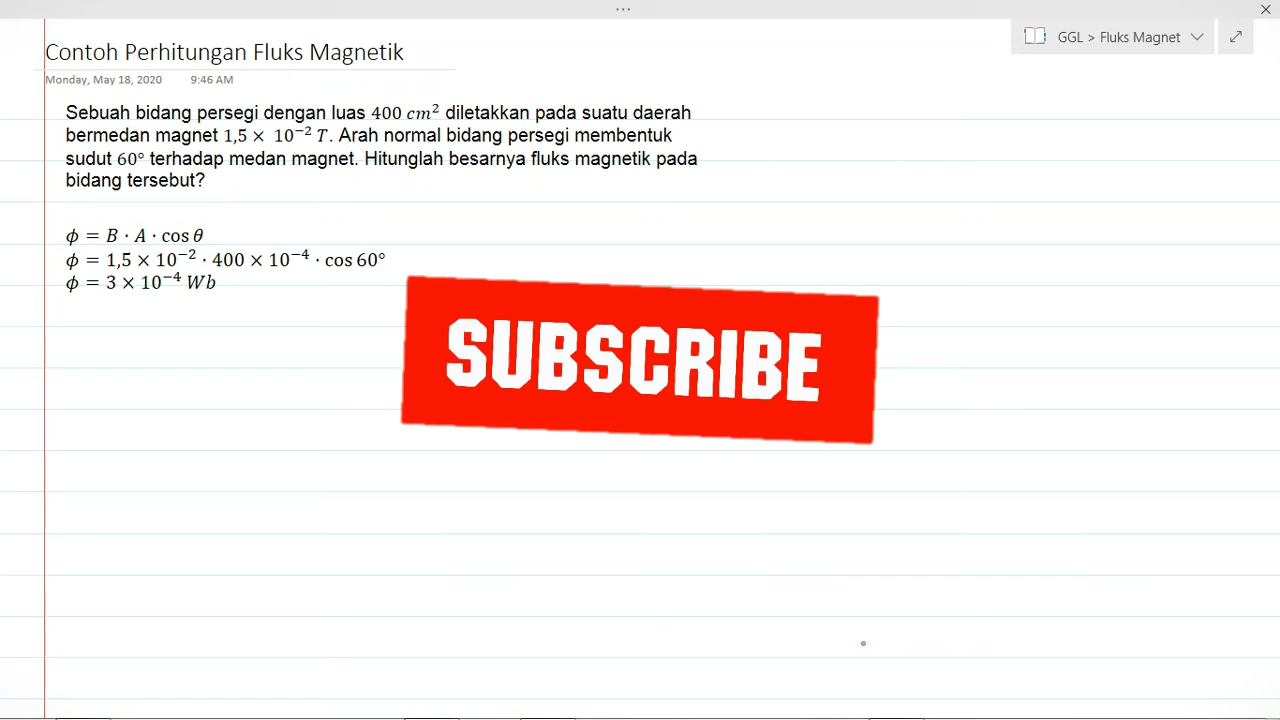 Contoh Perhitungan Fluks Magnetik
GGL > Fluks Magnet
Monday, May 18, 2020 9:46 AM
Sebuah bidang persegi dengan luas 400 cm² diletakkan pada suatu daerah
bermedan magnet 1,5 × 10⁻² T. Arah normal bidang persegi membentuk
sudut 60° terhadap medan magnet. Hitunglah besarnya fluks magnetik pada
bidang tersebut?
ϕ = B · A · cos θ
ϕ = 1,5 × 10⁻² · 400 × 10⁻⁴ · cos 60°
ϕ = 3 × 10⁻⁴ Wb
SUBSCRIBE